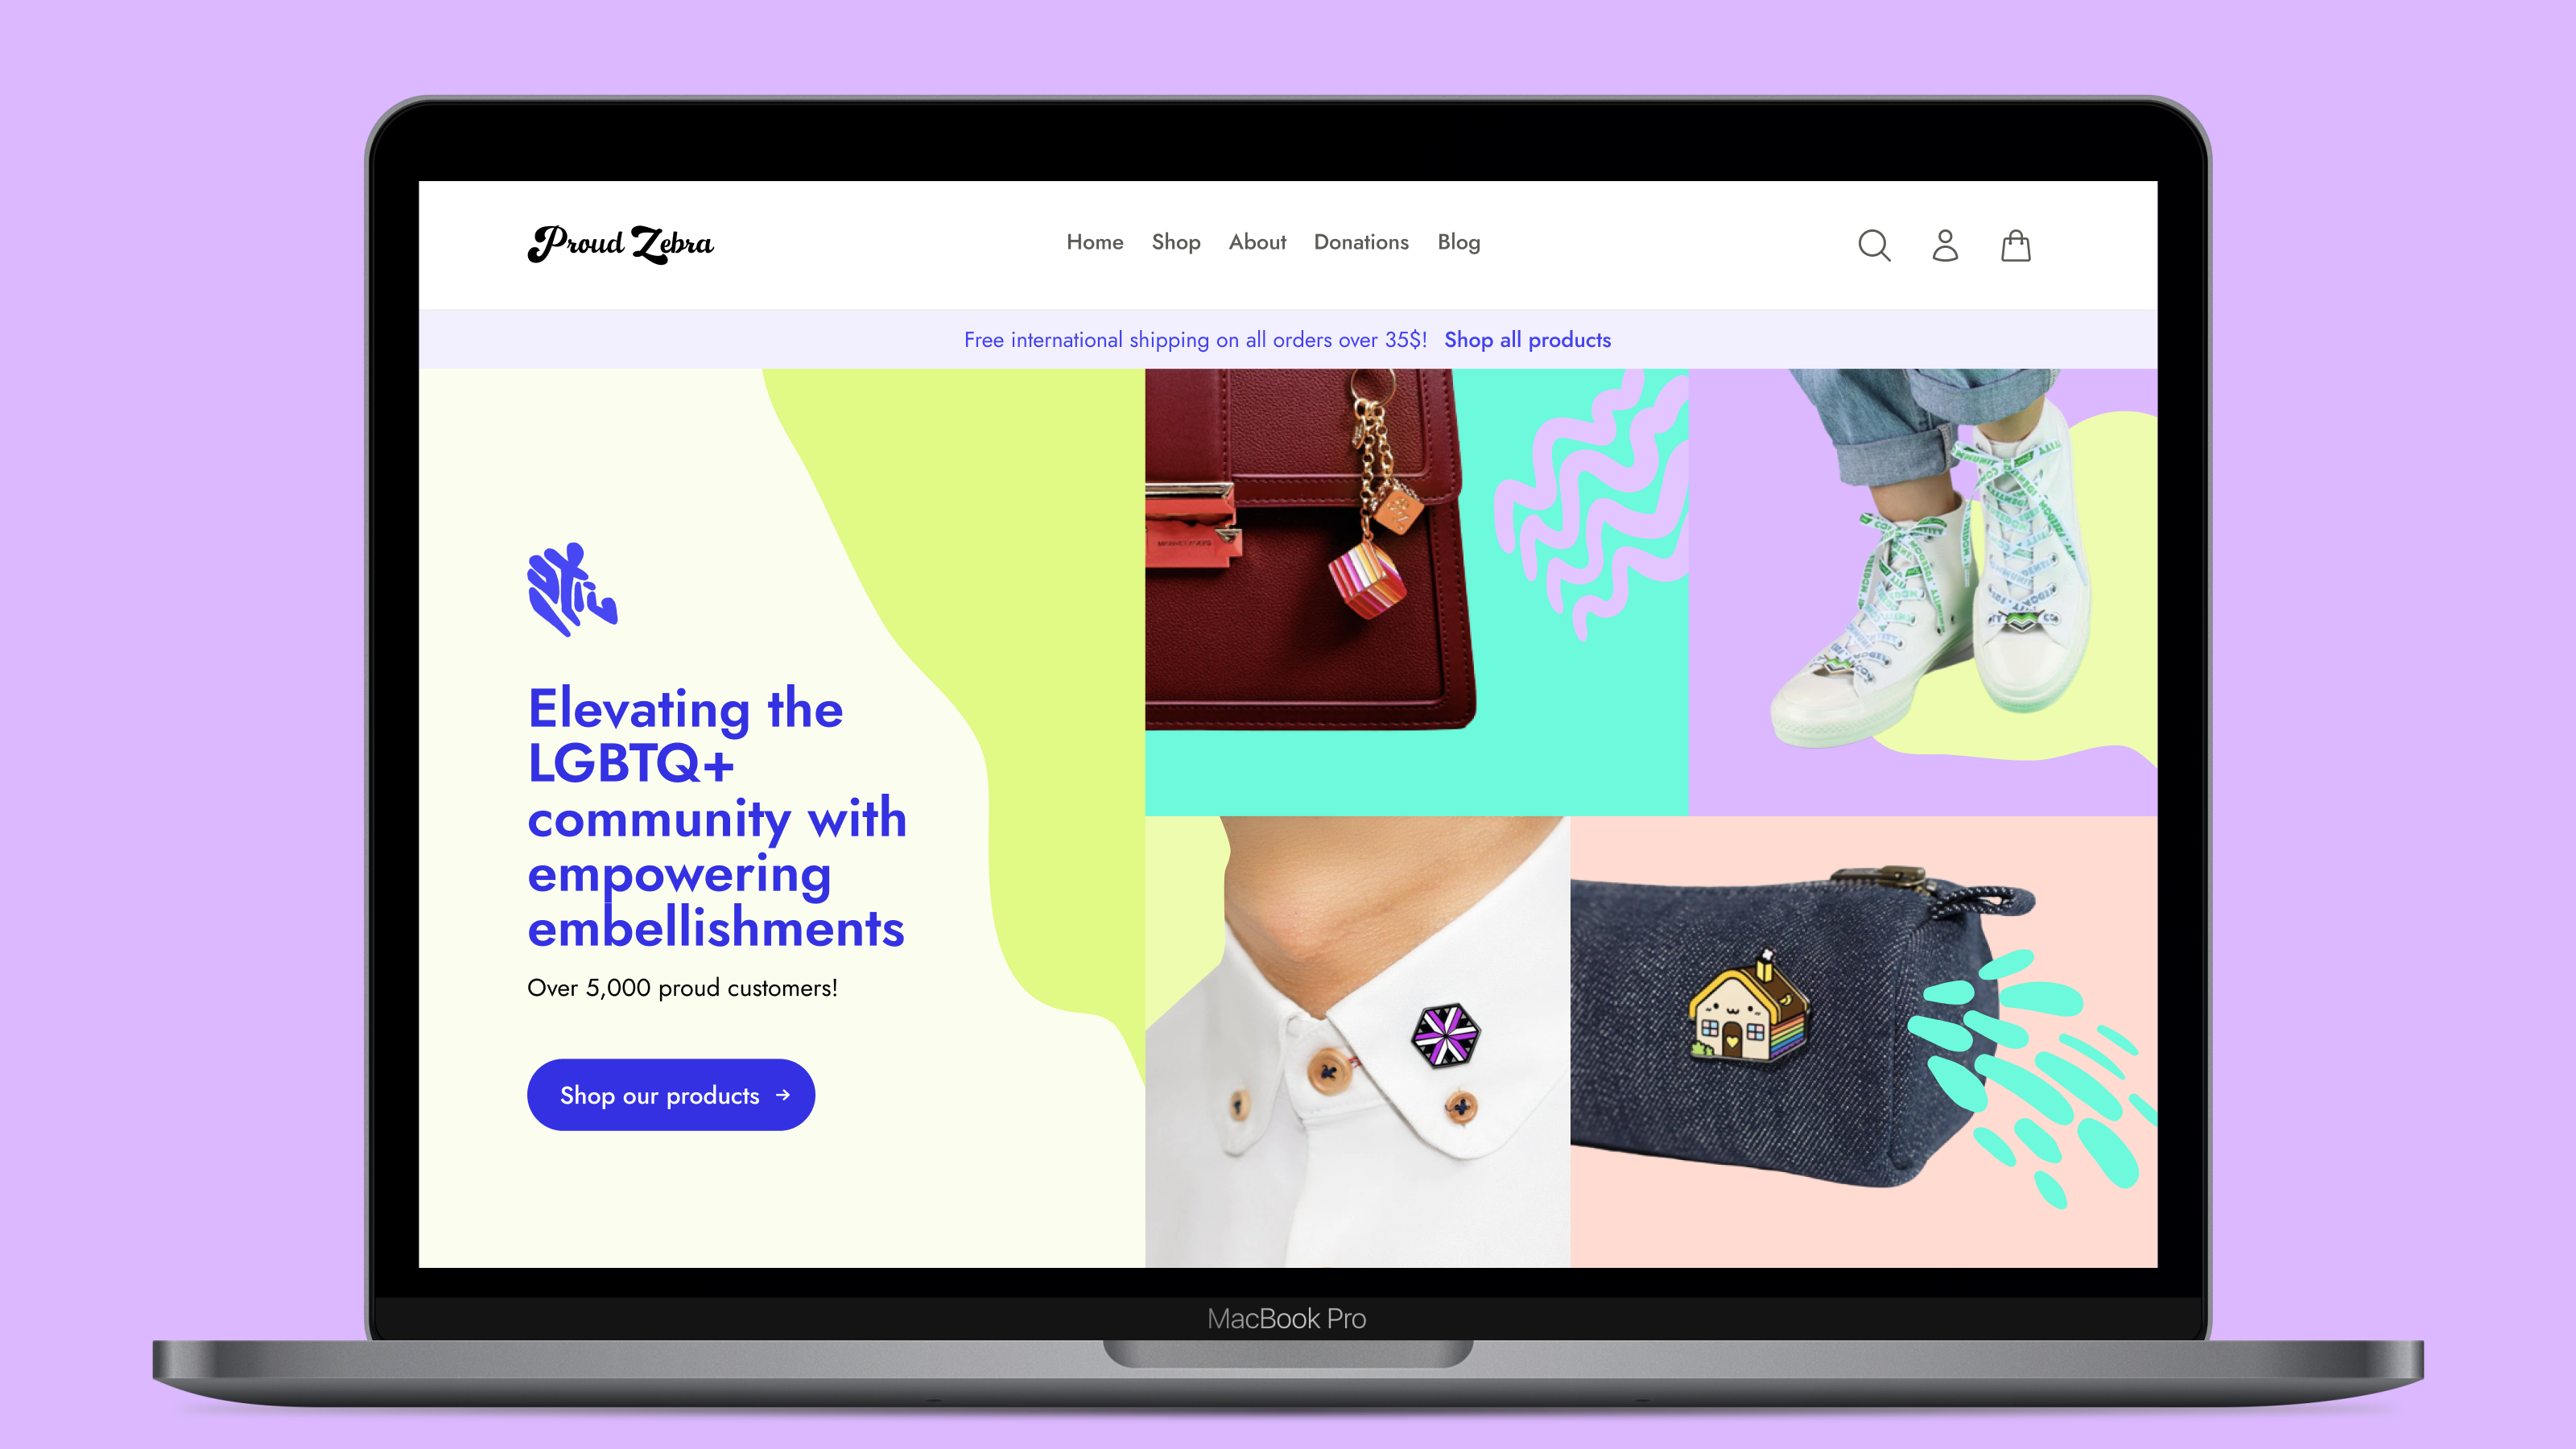 Proud Zebra
Home Shop About Donations Blog
Free international shipping on all orders over 35$! Shop all products
Elevating the
LGBTQ+
community with
empowering
embellishments
Over 5,000 proud customers!
Shop our products →
MacBook Pro